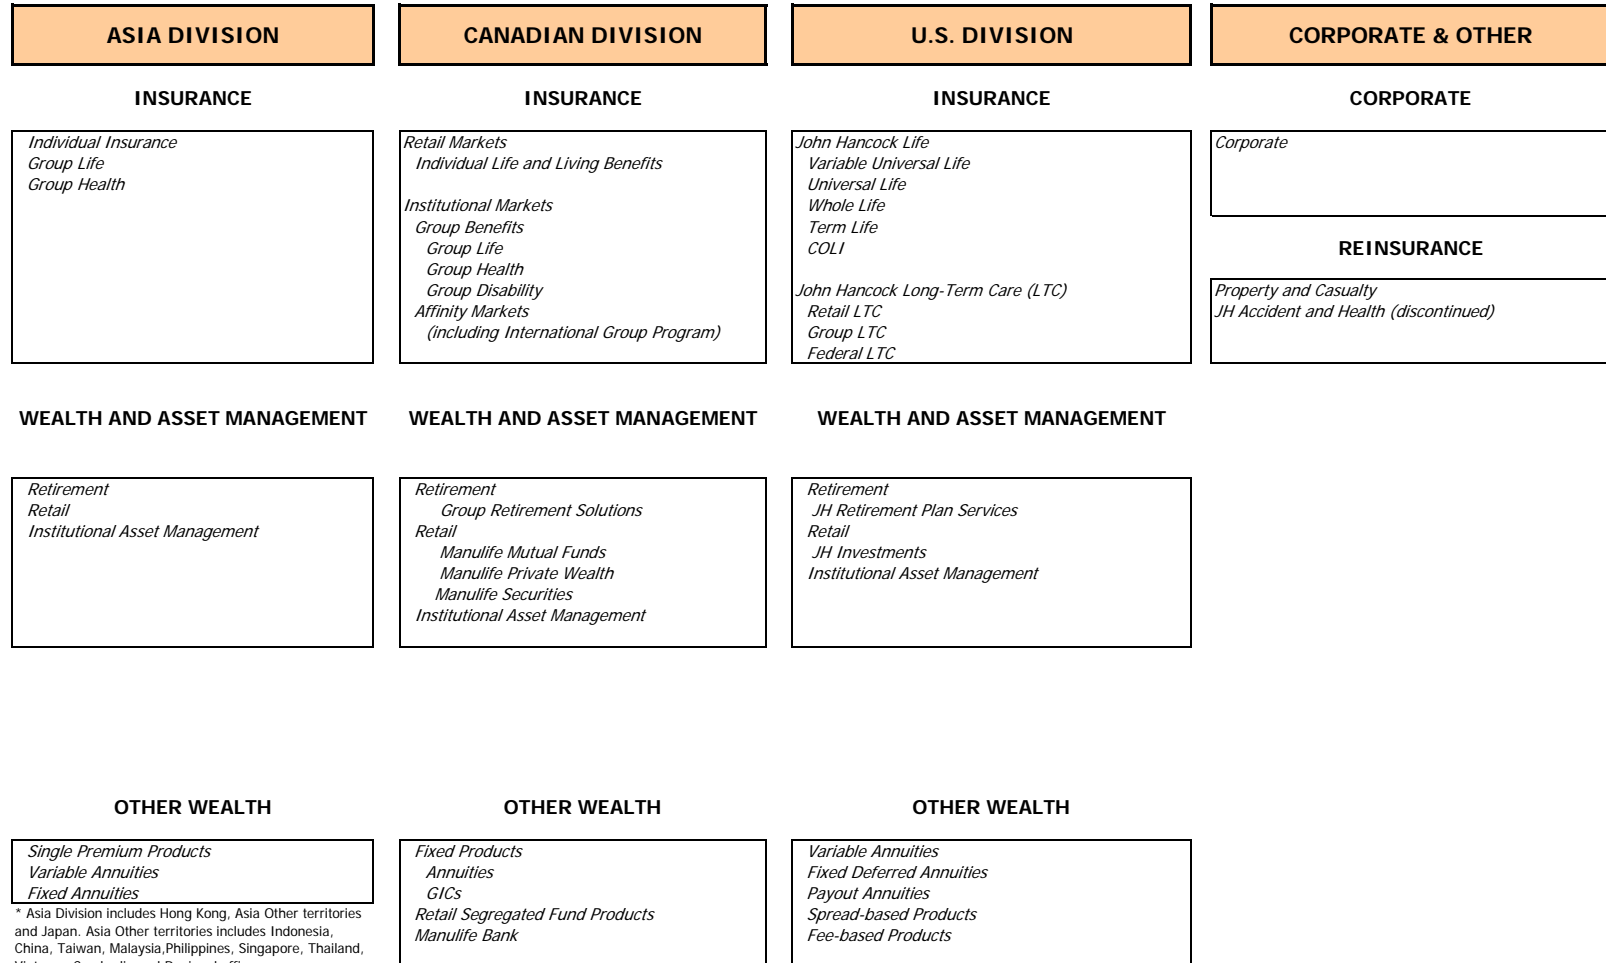 ASIA DIVISION
CANADIAN DIVISION
U.S. DIVISION
CORPORATE & OTHER
INSURANCE
INSURANCE
INSURANCE
CORPORATE
Individual Insurance
Group Life
Group Health
Retail Markets
Individual Life and Living Benefits
Institutional Markets
Group Benefits
Group Life
Group Health
Group Disability
Affinity Markets
(including International Group Program)
John Hancock Life
Variable Universal Life
Universal Life
Whole Life
Term Life
COLI
John Hancock Long-Term Care (LTC)
Retail LTC
Group LTC
Federal LTC
Corporate
REINSURANCE
Property and Casualty
JH Accident and Health (discontinued)
WEALTH AND ASSET MANAGEMENT
WEALTH AND ASSET MANAGEMENT
WEALTH AND ASSET MANAGEMENT
Retirement
Retail
Institutional Asset Management
Retirement
Group Retirement Solutions
Retail
Manulife Mutual Funds
Manulife Private Wealth
Manulife Securities
Institutional Asset Management
Retirement
JH Retirement Plan Services
Retail
JH Investments
Institutional Asset Management
OTHER WEALTH
OTHER WEALTH
OTHER WEALTH
Single Premium Products
Variable Annuities
Fixed Annuities
* Asia Division includes Hong Kong, Asia Other territories
and Japan. Asia Other territories includes Indonesia,
China, Taiwan, Malaysia,Philippines, Singapore, Thailand,
Fixed Products
Annuities
GICs
Retail Segregated Fund Products
Manulife Bank
Variable Annuities
Fixed Deferred Annuities
Payout Annuities
Spread-based Products
Fee-based Products